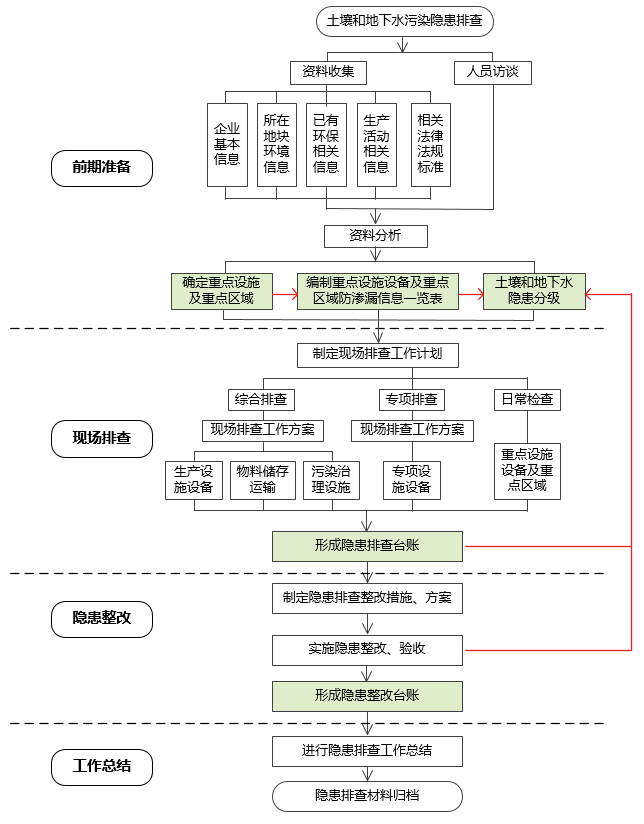 土壤和地下水污染隐患排查
资料收集
人员访谈
企业
基本
信息
所在
地块
环境
信息
已有
环保
相关
信息
生产
活动
相关
信息
相关
法律
法规
标准
前期准备
资料分析
确定重点设施
及重点区域
编制重点设施设备及重点
区域防渗漏信息一览表
土壤和地下水
隐患分级
制定现场排查工作计划
综合排查
专项排查
日常检查
现场排查
现场排查工作方案
现场排查工作方案
生产设
施设备
物料储存
运输
污染治
理设施
专项设
施设备
重点设施
设备及重
点区域
形成隐患排查台账
制定隐患排查整改措施、方案
隐患整改
实施隐患整改、验收
形成隐患整改台账
进行隐患排查工作总结
工作总结
隐患排查材料归档